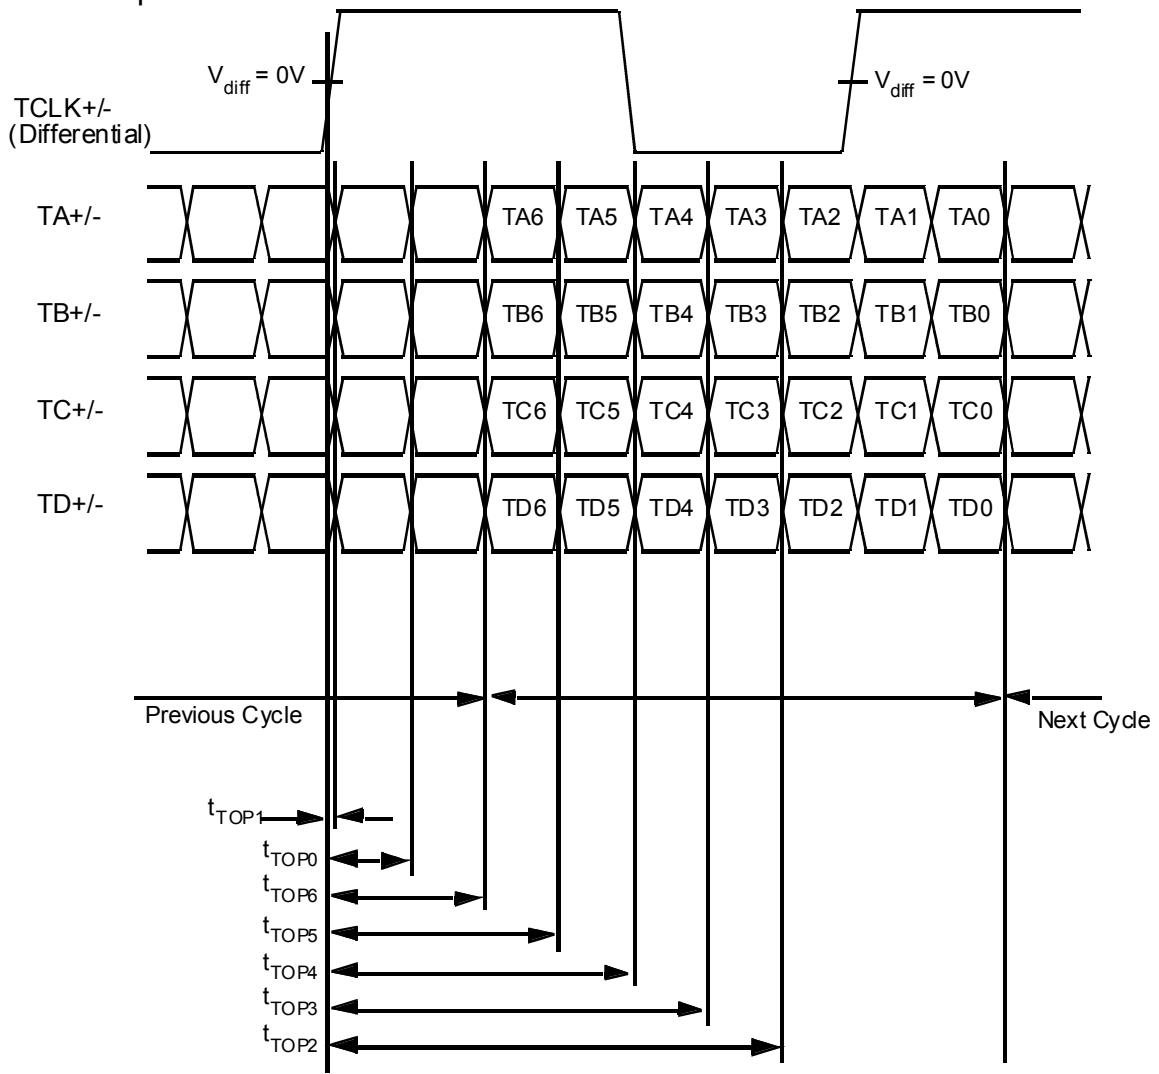 Vdiff = 0V
Vdiff = 0V
TCLK+/-
(Differential)
TA+/-
TA6 TA5 TA4 TA3 TA2 TA1 TA0
TB+/-
TB6 TB5 TB4 TB3 TB2 TB1 TB0
TC+/-
TC6 TC5 TC4 TC3 TC2 TC1 TC0
TD+/-
TD6 TD5 TD4 TD3 TD2 TD1 TD0
Previous Cycle
Next Cycle
tTOP1
tTOP0
tTOP6
tTOP5
tTOP4
tTOP3
tTOP2